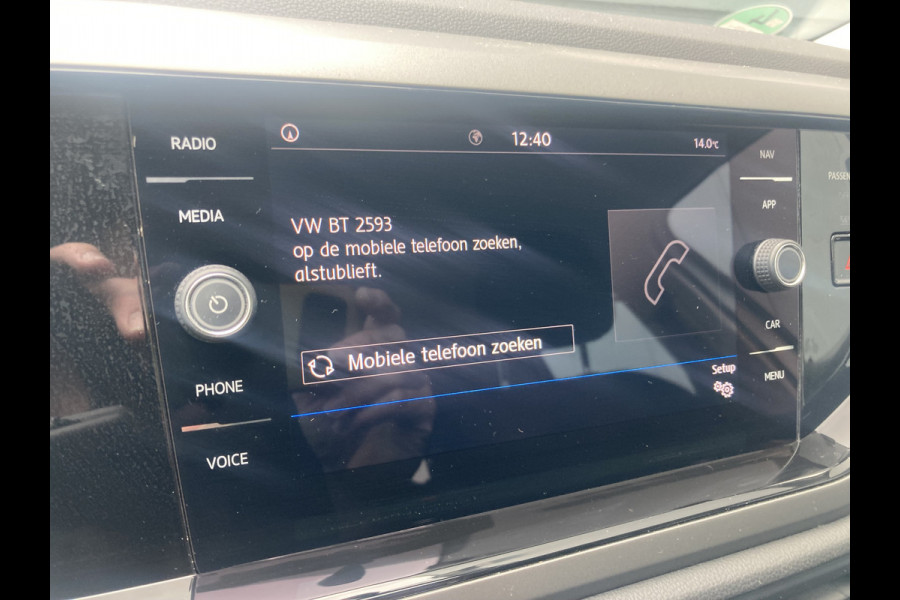 12:40
14.0°C
RADIO
MEDIA
PHONE
VOICE
VW BT 2593
op de mobiele telefoon zoeken,
alstublieft.
Mobiele telefoon zoeken
Setup
NAV
APP
CAR
MENU
PASSEN